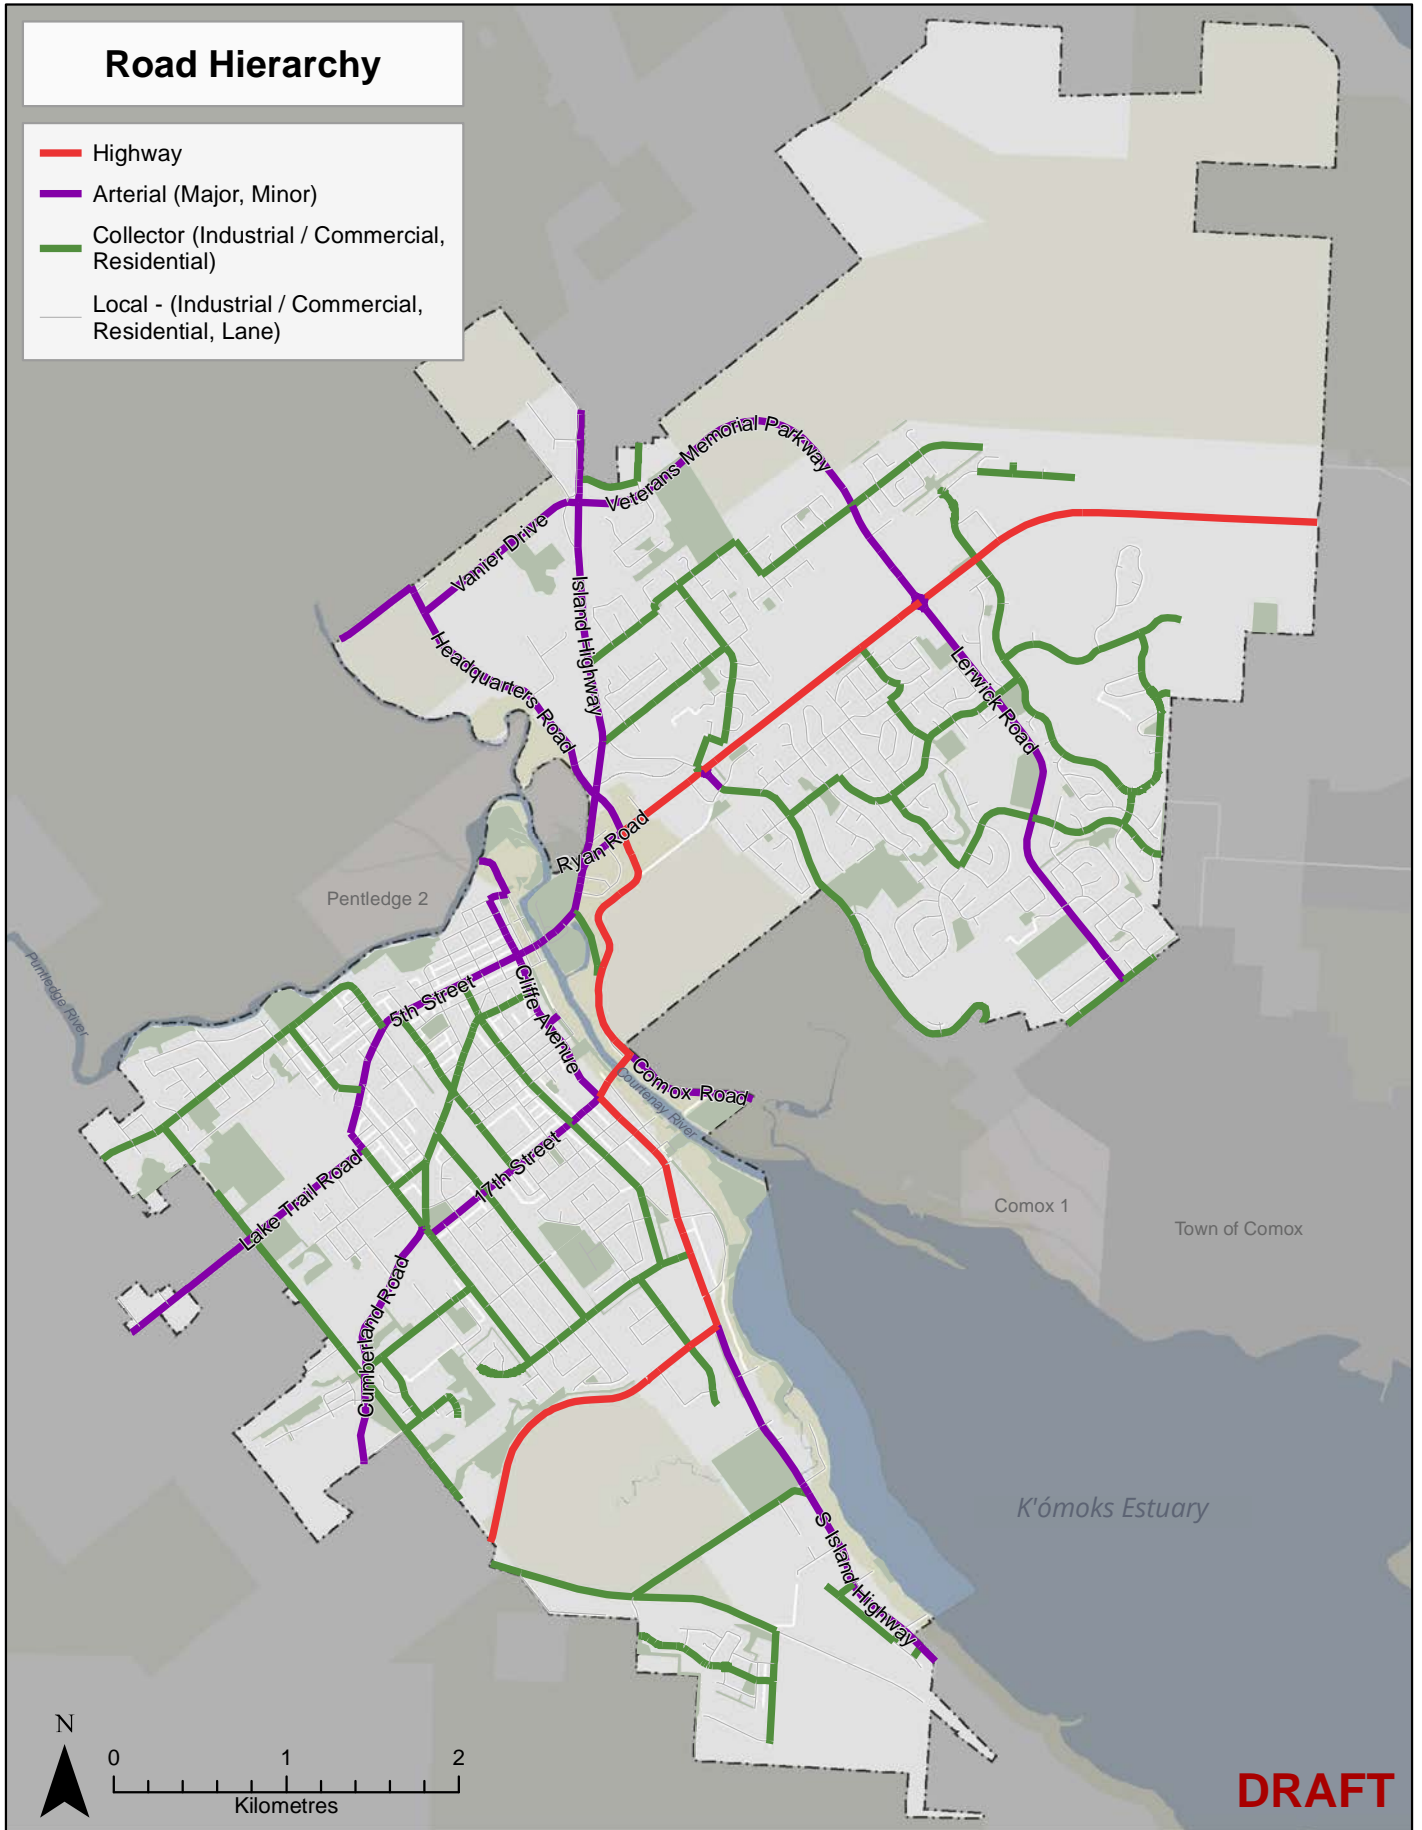 Road Hierarchy
Highway
Arterial (Major, Minor)
Collector (Industrial / Commercial,
Residential)
Local - (Industrial / Commercial,
Residential, Lane)
Veterans Memorial Parkway
Vanier Drive
Island Highway
Headquarters Road
Lerwick Road
Ryan Road
Pentledge 2
Puntledge River
5th Street
Cliffe Avenue
Comox Road
Courtenay River
17th Street
Lake Trail Road
Comox 1
Town of Comox
Cumberland Road
K'ómoks Estuary
S Island Highway
N
0 1 2
Kilometres
DRAFT